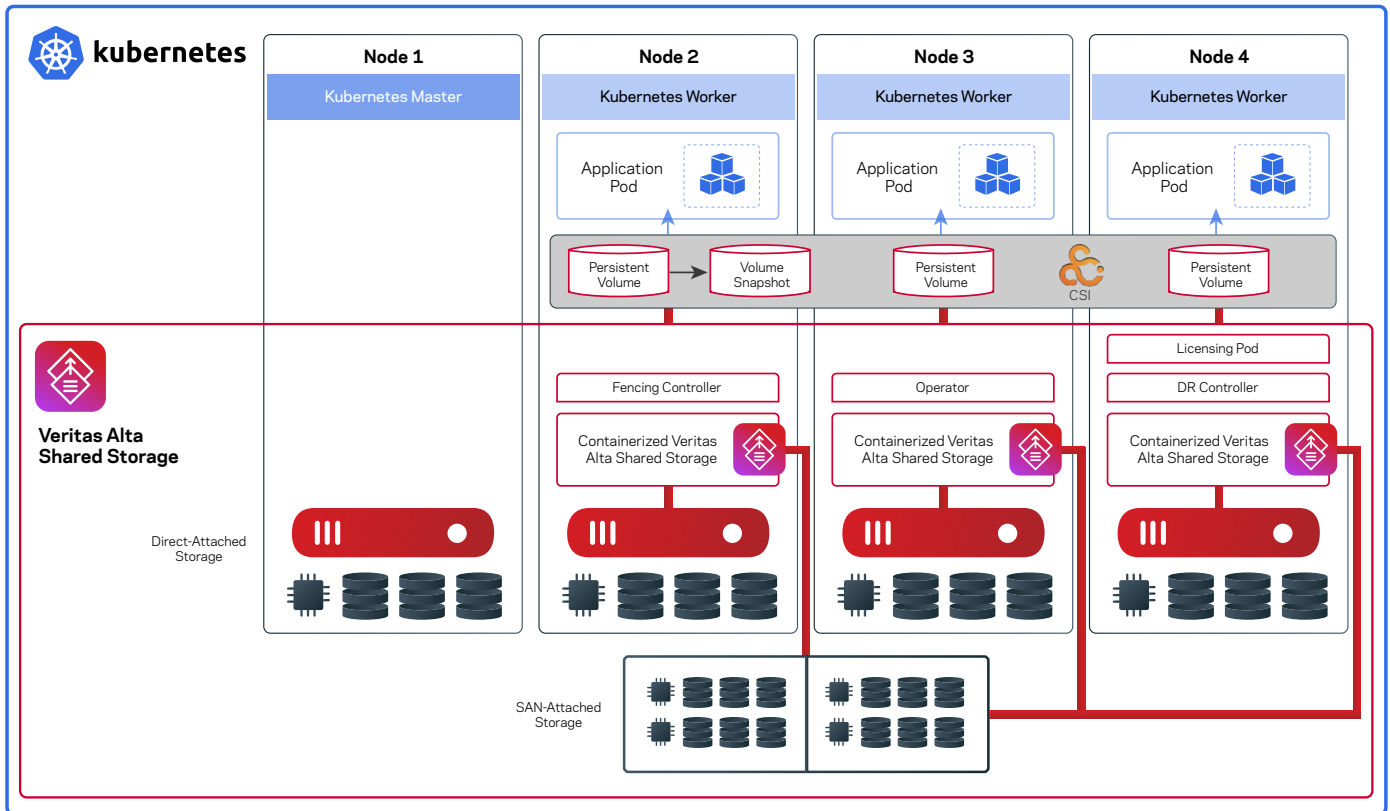 kubernetes
Node 1
Kubernetes Master
Node 2
Kubernetes Worker
Node 3
Kubernetes Worker
Node 4
Kubernetes Worker
Application
Pod
Application
Pod
Application
Pod
Persistent
Volume
Volume
Snapshot
Persistent
Volume
CSI
Persistent
Volume
Veritas Alta
Shared Storage
Fencing Controller
Operator
Licensing Pod
DR Controller
Containerized Veritas
Alta Shared Storage
Containerized Veritas
Alta Shared Storage
Containerized Veritas
Alta Shared Storage
Direct-Attached
Storage
SAN-Attached
Storage